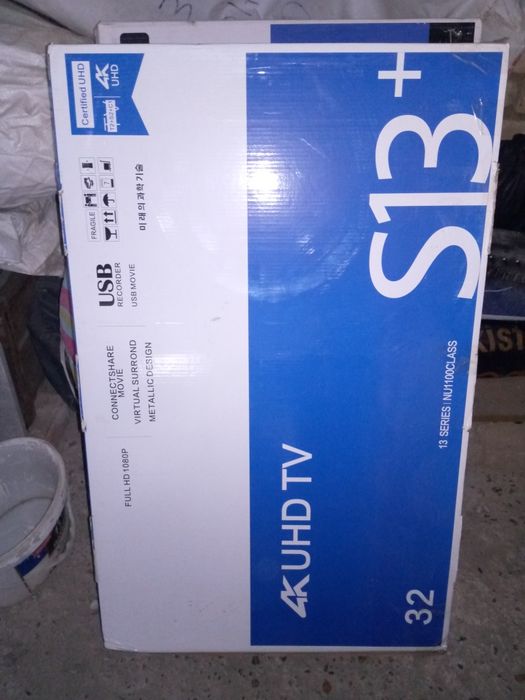 Certified UHD
4K
UHD
FRAGILE
미래의과학기술
USB
RECORDER
USB MOVIE
CONNECTSHARE
MOVIE
VIRTUAL SURROND
METALLIC DESIGN
FULL HD 1080P
S13+
13 SERIES | NU1100CLASS
4K UHD TV
32